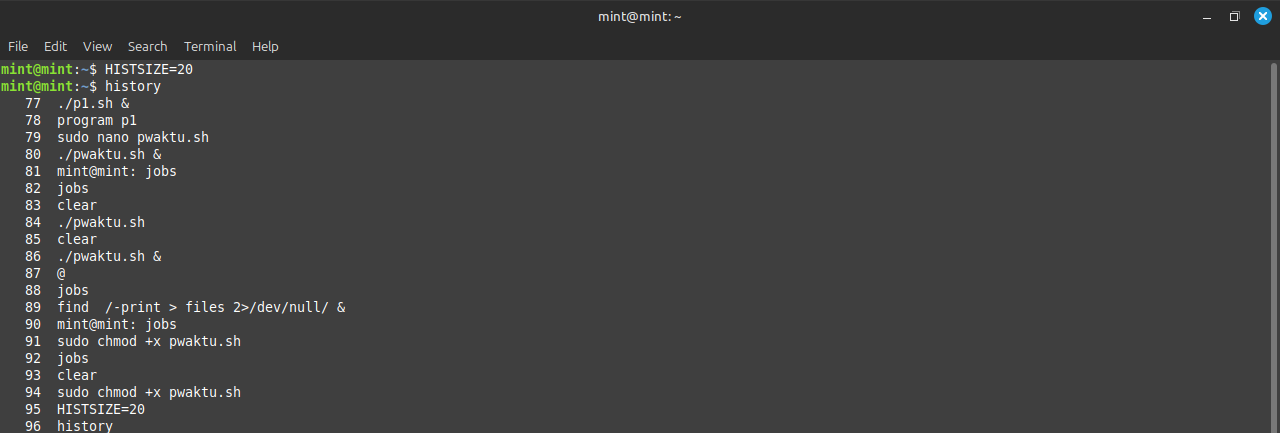 mint@mint: ~
File Edit View Search Terminal Help
mint@mint:~$ HISTSIZE=20
mint@mint:~$ history
77 ./p1.sh &
78 program p1
79 sudo nano pwaktu.sh
80 ./pwaktu.sh &
81 mint@mint: jobs
82 jobs
83 clear
84 ./pwaktu.sh
85 clear
86 ./pwaktu.sh &
87 @
88 jobs
89 find  /-print > files 2>/dev/null/ &
90 mint@mint: jobs
91 sudo chmod +x pwaktu.sh
92 jobs
93 clear
94 sudo chmod +x pwaktu.sh
95 HISTSIZE=20
96 history